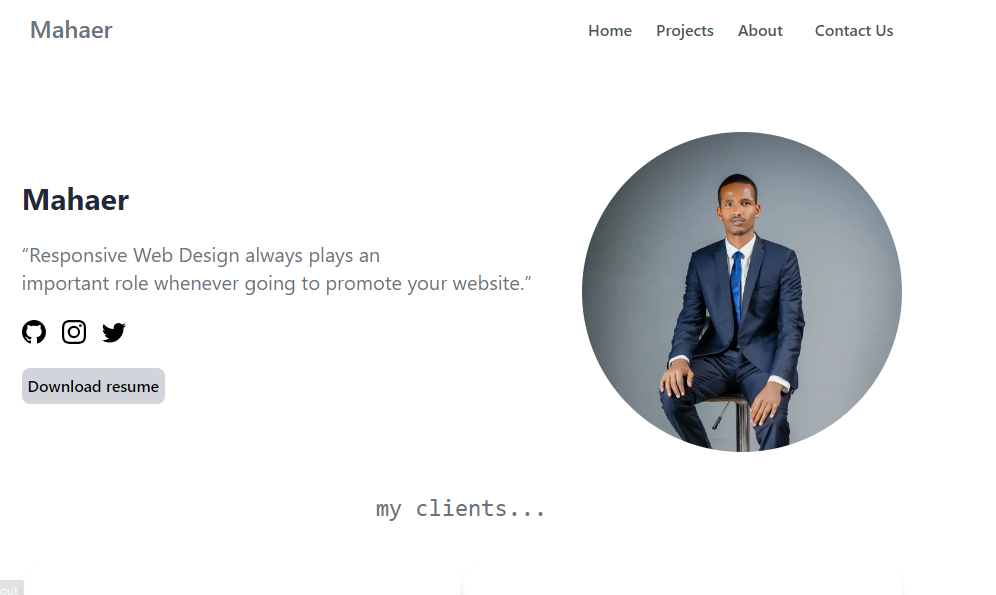 Mahaer
Home Projects About Contact Us
Mahaer
“Responsive Web Design always plays an
important role whenever going to promote your website.”
Download resume
my clients...
out